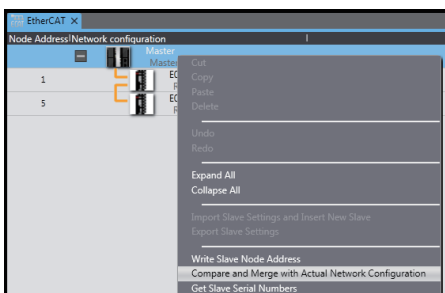 EtherCAT ×
Node Address Network configuration
Master
Master
Cut
1 EC
Copy
R
Paste
5 EC
Delete
R
Undo
Redo
Expand All
Collapse All
Import Slave Settings and Insert New Slave
Export Slave Settings
Write Slave Node Address
Compare and Merge with Actual Network Configuration
Get Slave Serial Numbers